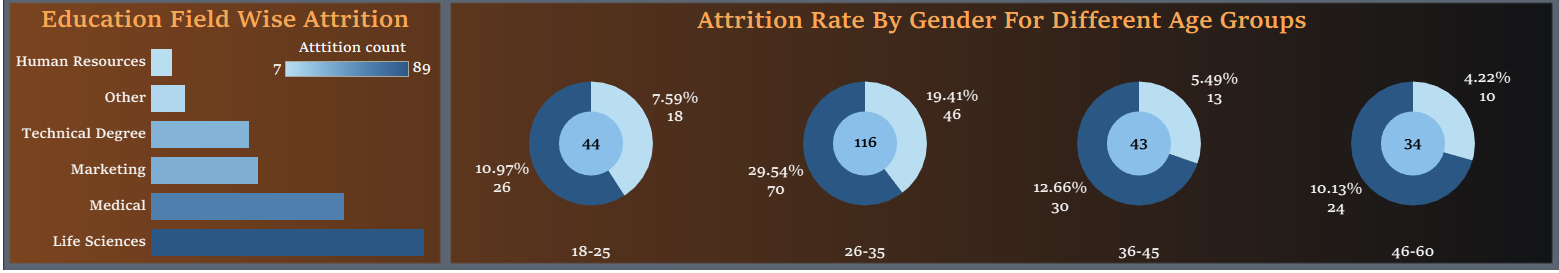 Education Field Wise Attrition
Atttition count
7 89
Human Resources
Other
Technical Degree
Marketing
Medical
Life Sciences
Attrition Rate By Gender For Different Age Groups
7.59%
18
44
10.97%
26
18-25
19.41%
46
116
29.54%
70
26-35
5.49%
13
43
12.66%
30
36-45
4.22%
10
34
10.13%
24
46-60